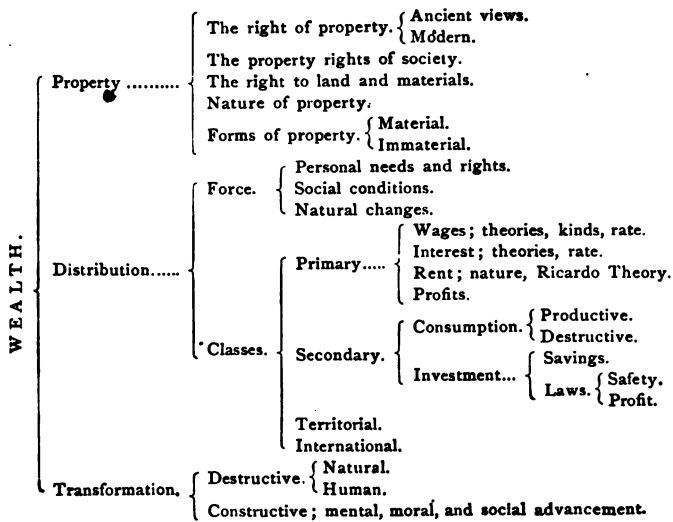 WEALTH.
Property ..........
The right of property.
Ancient views.
Modern.
The property rights of society.
The right to land and materials.
Nature of property.
Forms of property.
Material.
Immaterial.
Distribution......
Force.
Personal needs and rights.
Social conditions.
Natural changes.
Classes.
Primary .....
Wages; theories, kinds, rate.
Interest; theories, rate.
Rent; nature, Ricardo Theory.
Profits.
Secondary.
Consumption.
Productive.
Destructive.
Investment...
Savings.
Laws.
Safety.
Profit.
Territorial.
International.
Transformation.
Destructive.
Natural.
Human.
Constructive; mental, moral, and social advancement.